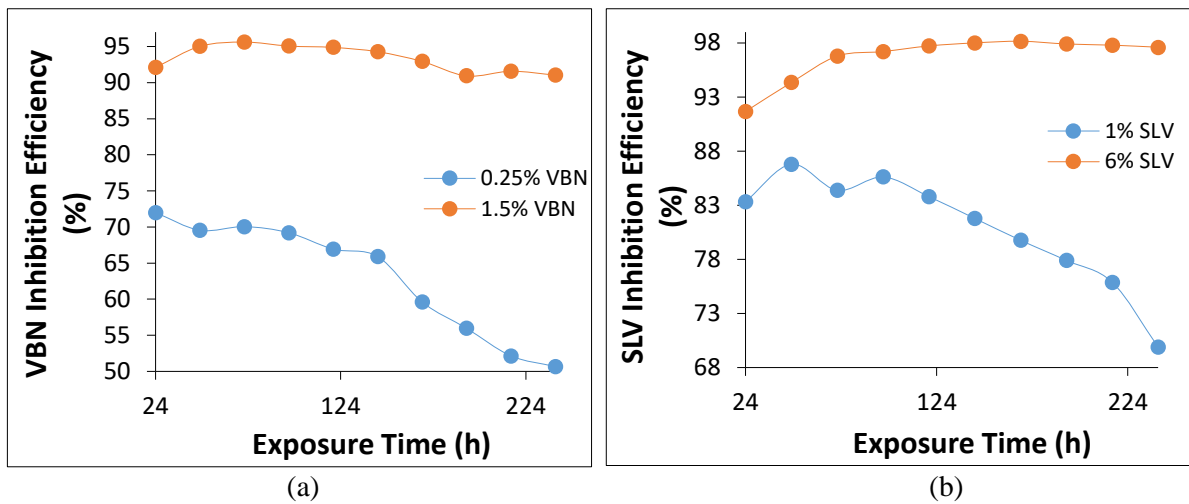 VBN Inhibition Efficiency
(%)
95
90
85
80
75
70
65
60
55
50
24
124
224
Exposure Time (h)
0.25% VBN
1.5% VBN
(a)
SLV Inhibition Efficiency
(%)
98
93
88
83
78
73
68
24
124
224
Exposure Time (h)
1% SLV
6% SLV
(b)